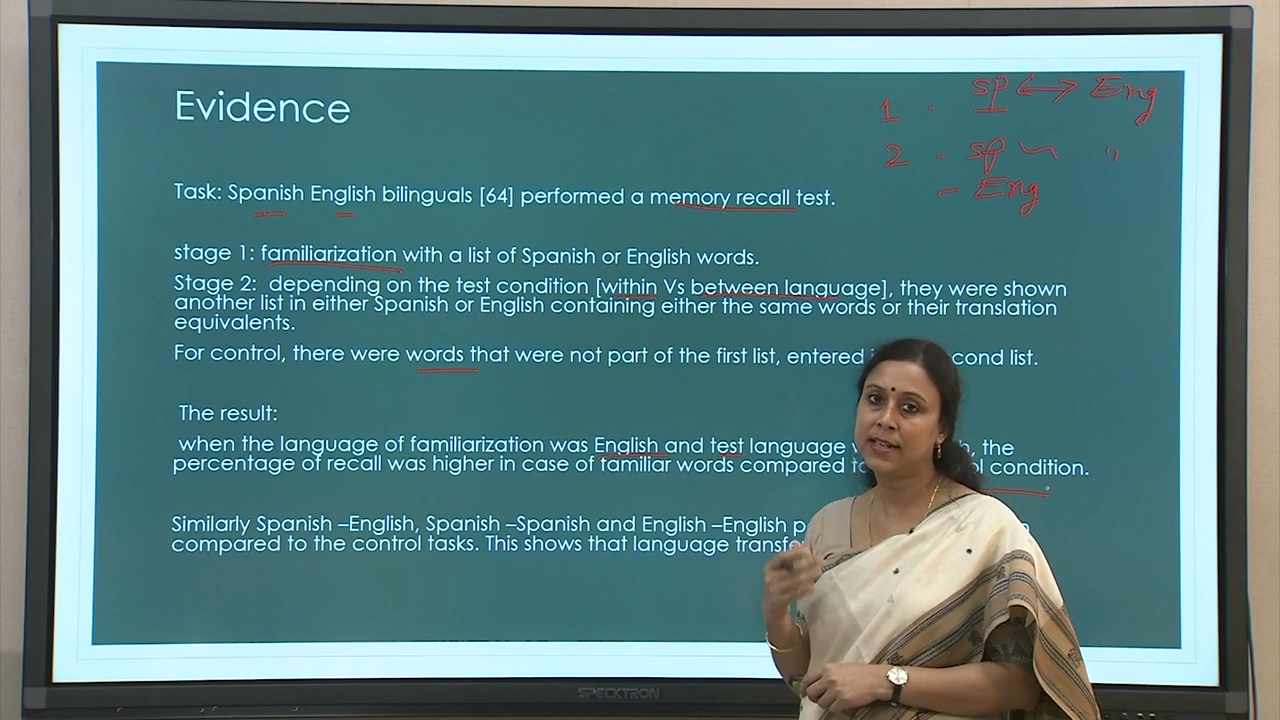 Evidence
1 - sp ↔ Eng
2 - sp
- Eng
Task: Spanish English bilinguals [64] performed a memory recall test.
stage 1: familiarization with a list of Spanish or English words.
Stage 2: depending on the test condition [within Vs between language], they were shown
another list in either Spanish or English containing either the same words or their translation
equivalents.
For control, there were words that were not part of the first list, entered cond list.
The result:
when the language of familiarization was English and test language the
percentage of recall was higher in case of familiar words compared condition.
Similarly Spanish –English, Spanish –Spanish and English –English
compared to the control tasks. This shows that language
SPECKTRON